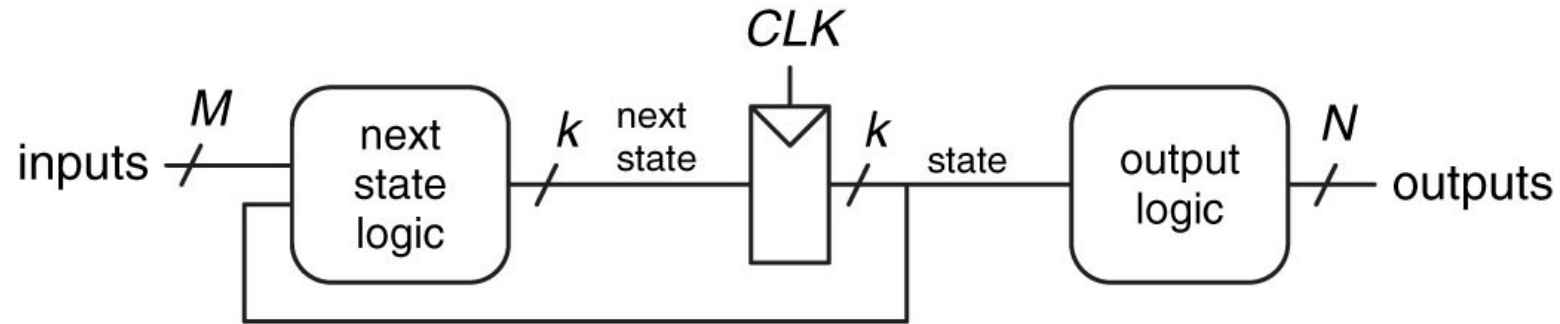 CLK
M
inputs
next
state
logic
k
next
state
k
state
output
logic
N
outputs